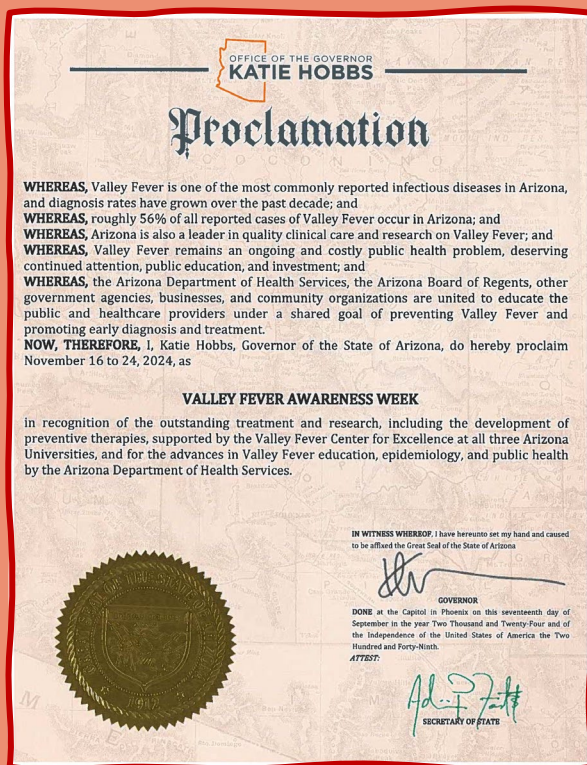 OFFICE OF THE GOVERNOR
KATIE HOBBS
Proclamation
WHEREAS, Valley Fever is one of the most commonly reported infectious diseases in Arizona,
and diagnosis rates have grown over the past decade; and
WHEREAS, roughly 56% of all reported cases of Valley Fever occur in Arizona; and
WHEREAS, Arizona is also a leader in quality clinical care and research on Valley Fever; and
WHEREAS, Valley Fever remains an ongoing and costly public health problem, deserving
continued attention, public education, and investment; and
WHEREAS, the Arizona Department of Health Services, the Arizona Board of Regents, other
government agencies, businesses, and community organizations are united to educate the
public and healthcare providers under a shared goal of preventing Valley Fever and
promoting early diagnosis and treatment.
NOW, THEREFORE, I, Katie Hobbs, Governor of the State of Arizona, do hereby proclaim
November 16 to 24, 2024, as
VALLEY FEVER AWARENESS WEEK
in recognition of the outstanding treatment and research, including the development of
preventive therapies, supported by the Valley Fever Center for Excellence at all three Arizona
Universities, and for the advances in Valley Fever education, epidemiology, and public health
by the Arizona Department of Health Services.
IN WITNESS WHEREOF, I have hereunto set my hand and caused
to be affixed the Great Seal of the State of Arizona
GOVERNOR
DONE at the Capitol in Phoenix on this seventeenth day of
September in the year Two Thousand and Twenty-Four and of
the Independence of the United States of America the Two
Hundred and Forty-Ninth.
ATTEST:
SECRETARY OF STATE